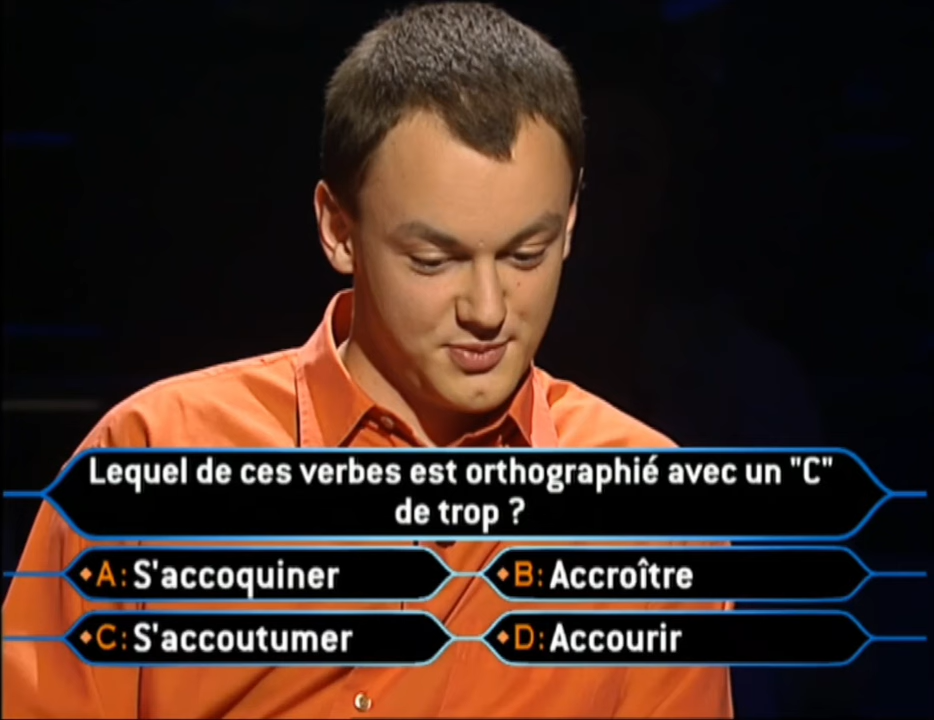 Lequel de ces verbes est orthographié avec un "C"
de trop ?
A: S'accoquiner
B: Accroître
C: S'accoutumer
D: Accourir